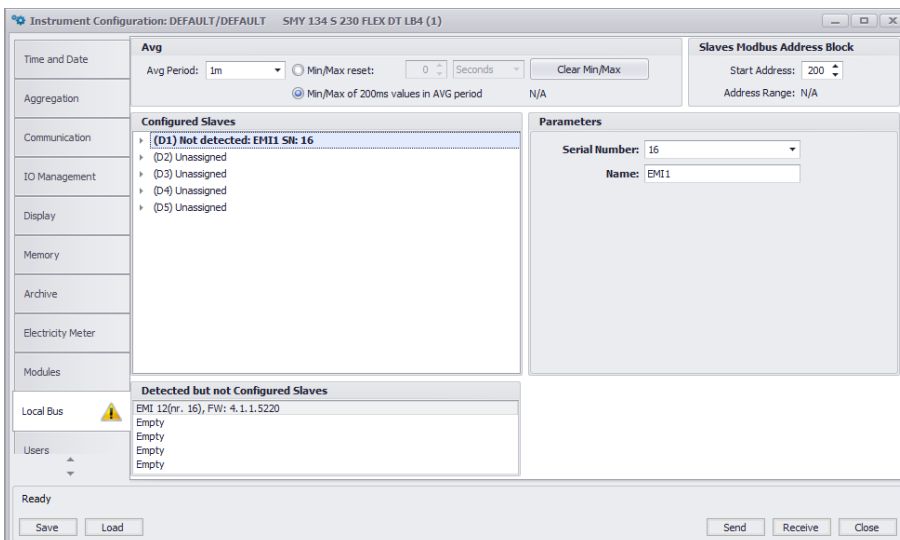 Instrument Configuration: DEFAULT/DEFAULT SMY 134 S 230 FLEX DT LB4 (1)
Time and Date
Aggregation
Communication
IO Management
Display
Memory
Archive
Electricity Meter
Modules
Local Bus
Users
Avg
Avg Period: 1m Min/Max reset: 0 Seconds Clear Min/Max
Min/Max of 200ms values in AVG period N/A
Slaves Modbus Address Block
Start Address: 200
Address Range: N/A
Configured Slaves
(D1) Not detected: EMI1 SN: 16
(D2) Unassigned
(D3) Unassigned
(D4) Unassigned
(D5) Unassigned
Parameters
Serial Number: 16
Name: EMI1
Detected but not Configured Slaves
EMI 12(nr. 16), FW: 4.1.1.5220
Empty
Empty
Empty
Empty
Ready
Save Load Send Receive Close